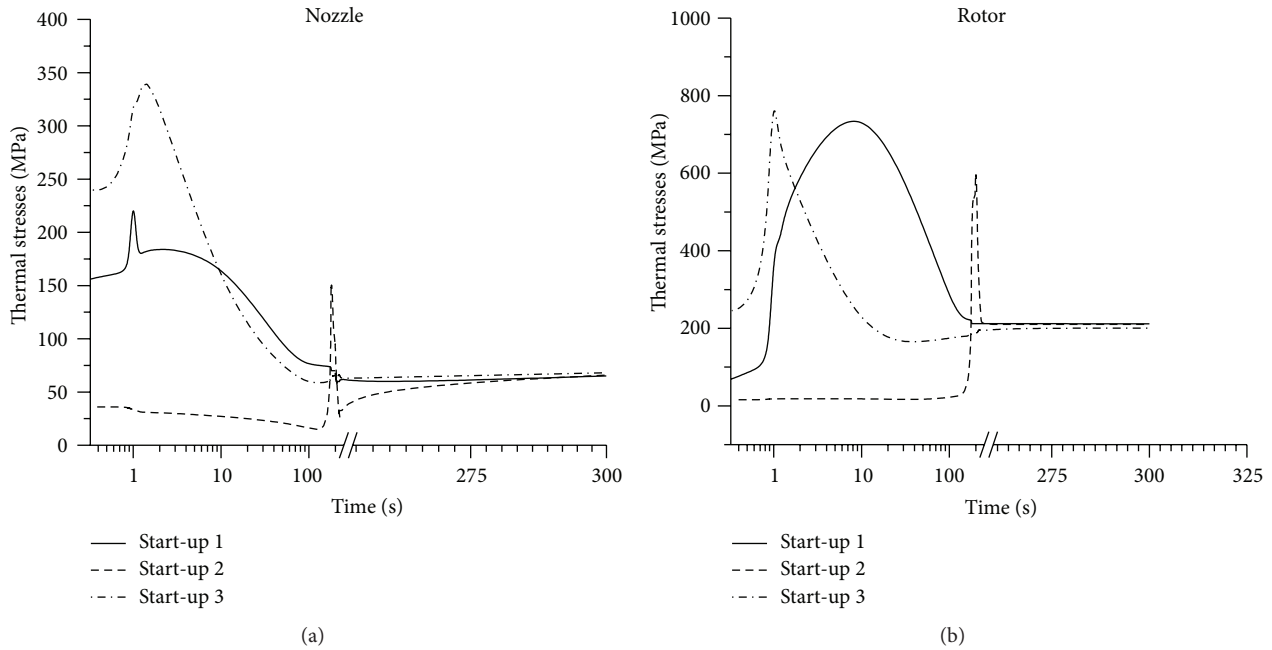 Nozzle
Thermal stresses (MPa)
400
350
300
250
200
150
100
50
0
1
10
100
275
300
Time (s)
Start-up 1
Start-up 2
Start-up 3
(a)
Rotor
Thermal stresses (MPa)
1000
800
600
400
200
0
1
10
100
275
300
325
Time (s)
Start-up 1
Start-up 2
Start-up 3
(b)